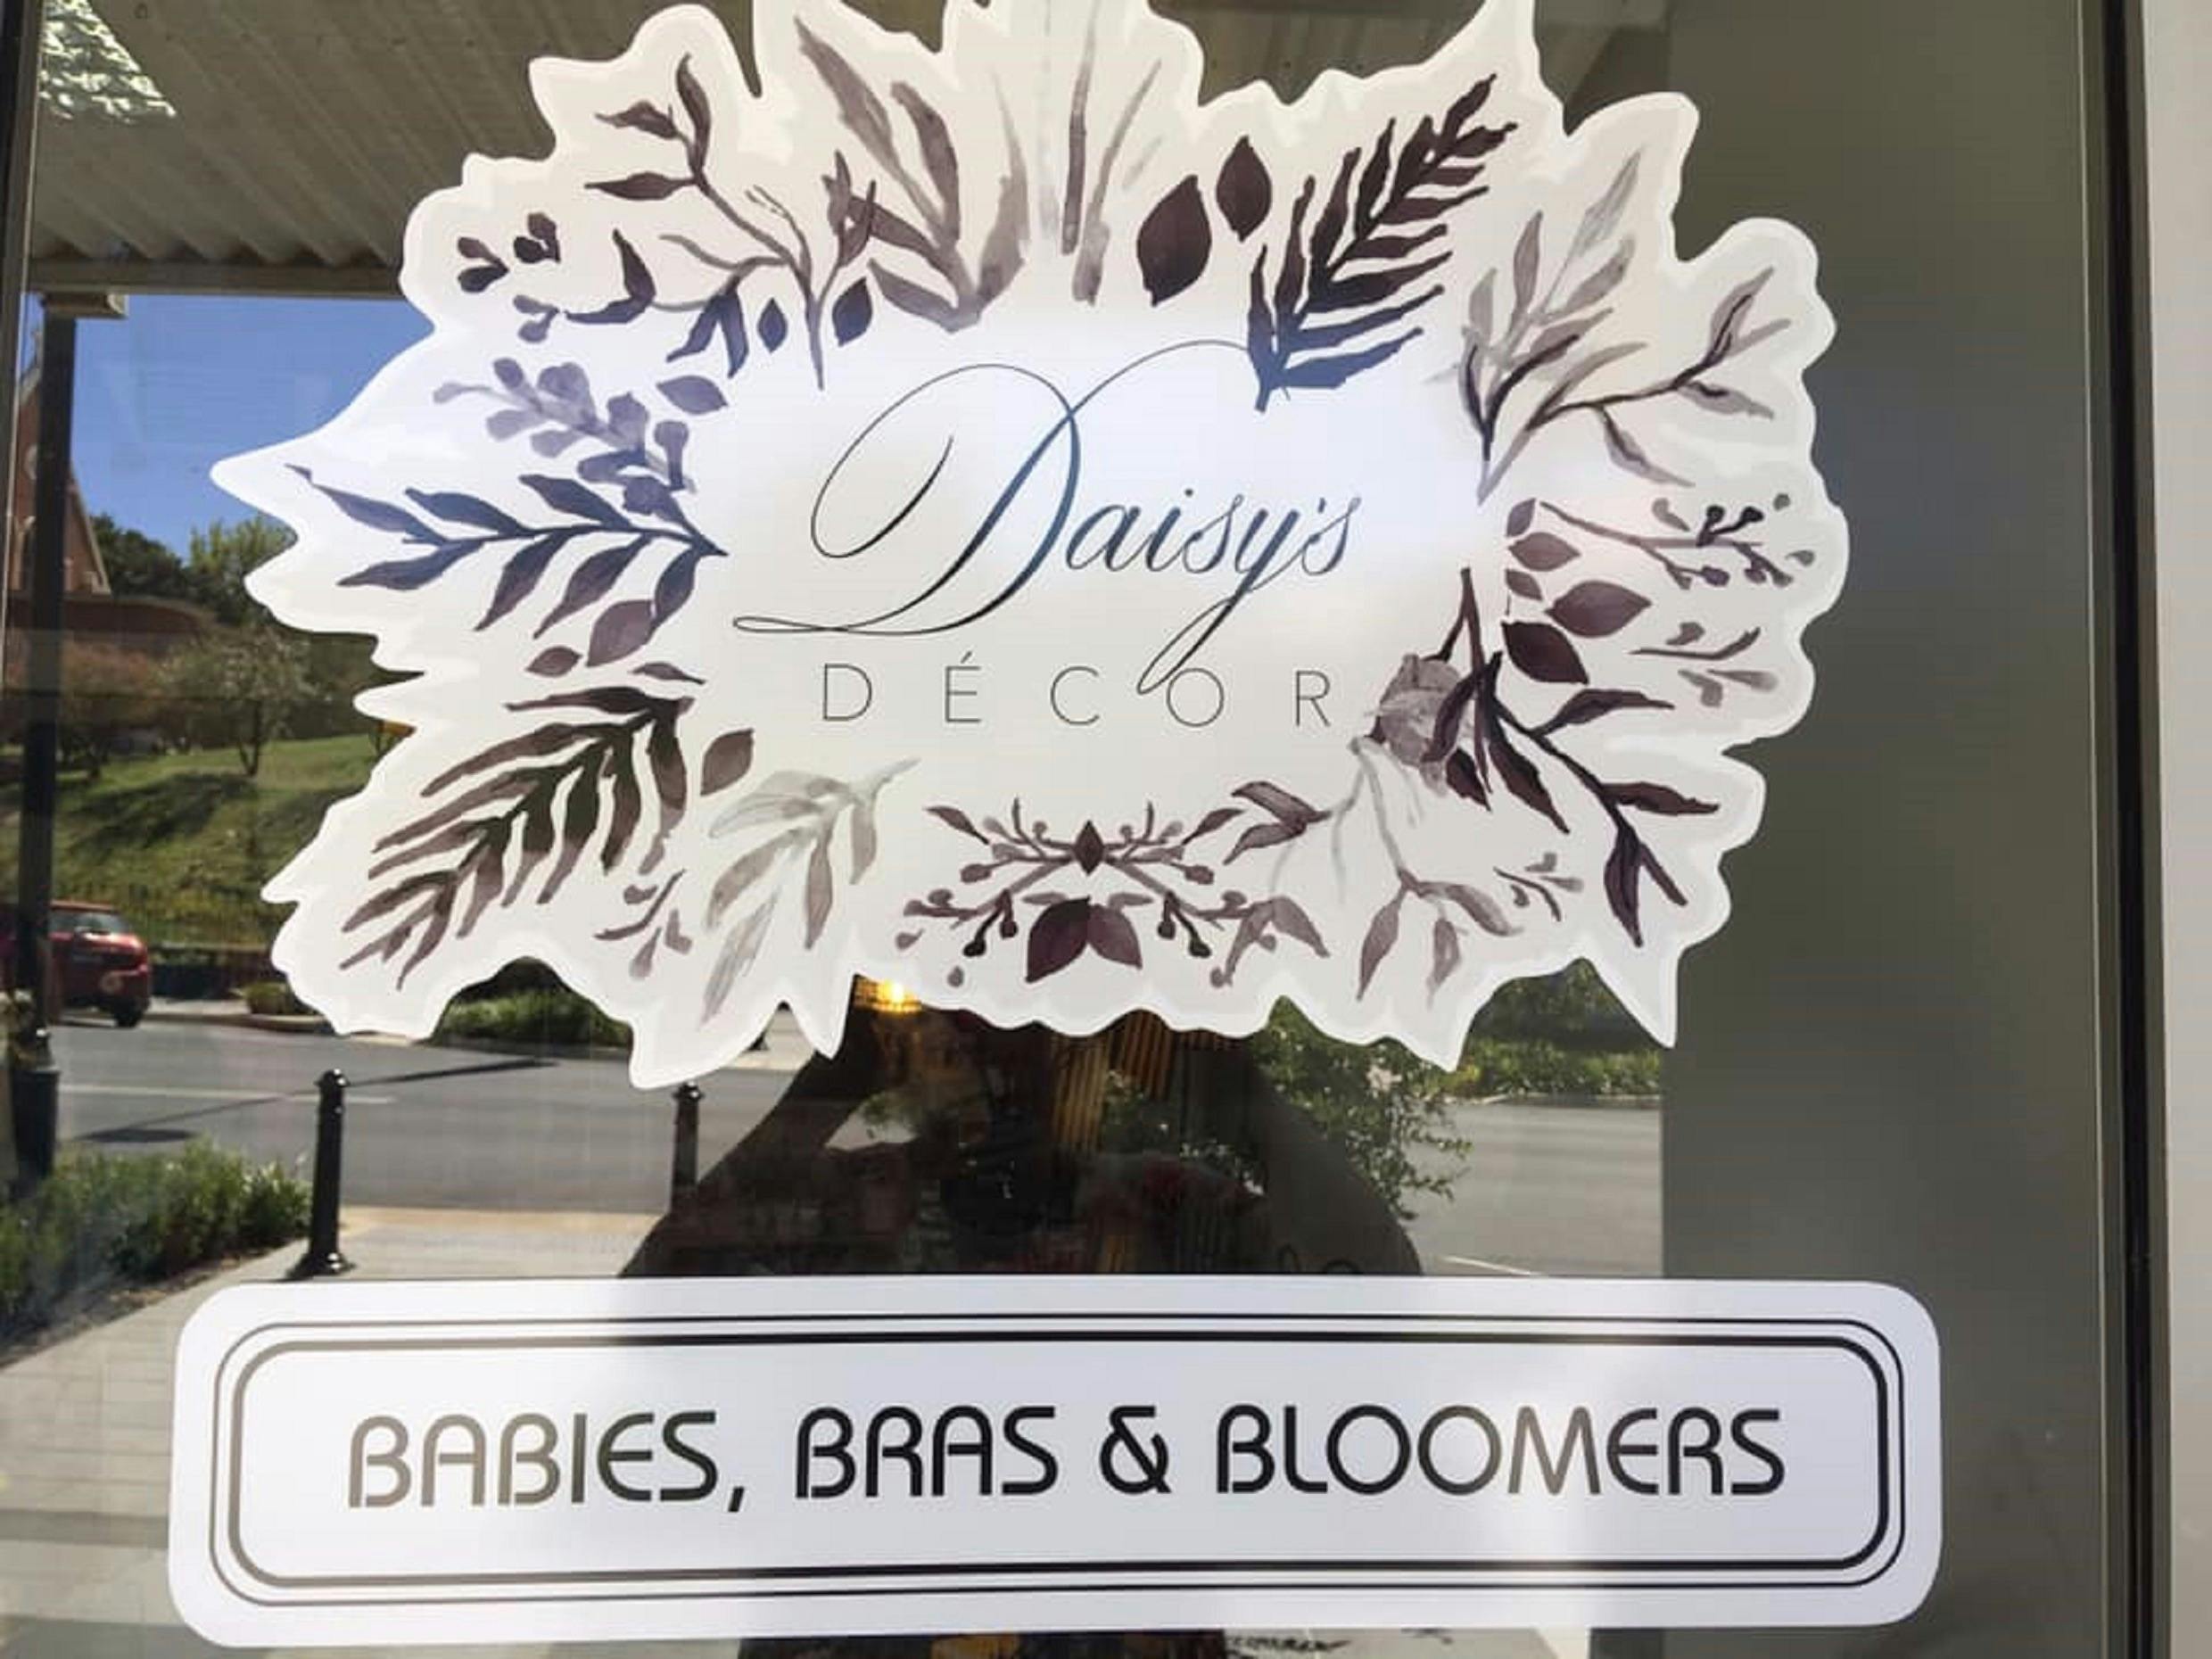 Daisy's
DÉCOR
BABIES, BRAS & BLOOMERS